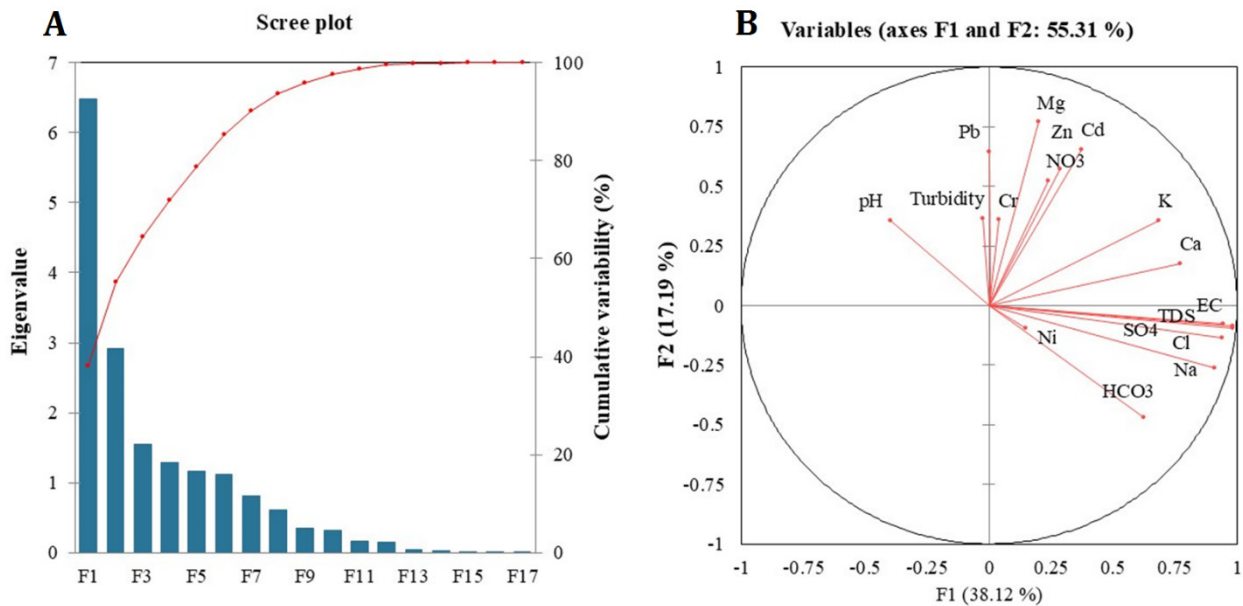 A
Scree plot
7
6
5
4
3
2
1
0
Eigenvalue
100
80
60
40
20
0
Cumulative variability (%)
F1 F3 F5 F7 F9 F11 F13 F15 F17
B
Variables (axes F1 and F2: 55.31 %)
1
0.75
0.5
0.25
0
-0.25
-0.5
-0.75
-1
F2 (17.19 %)
Mg
Pb
Zn
Cd
NO3
pH
Turbidity
Cr
K
Ca
EC
TDS
SO4
Cl
Ni
Na
HCO3
-1 -0.75 -0.5 -0.25 0 0.25 0.5 0.75 1
F1 (38.12 %)